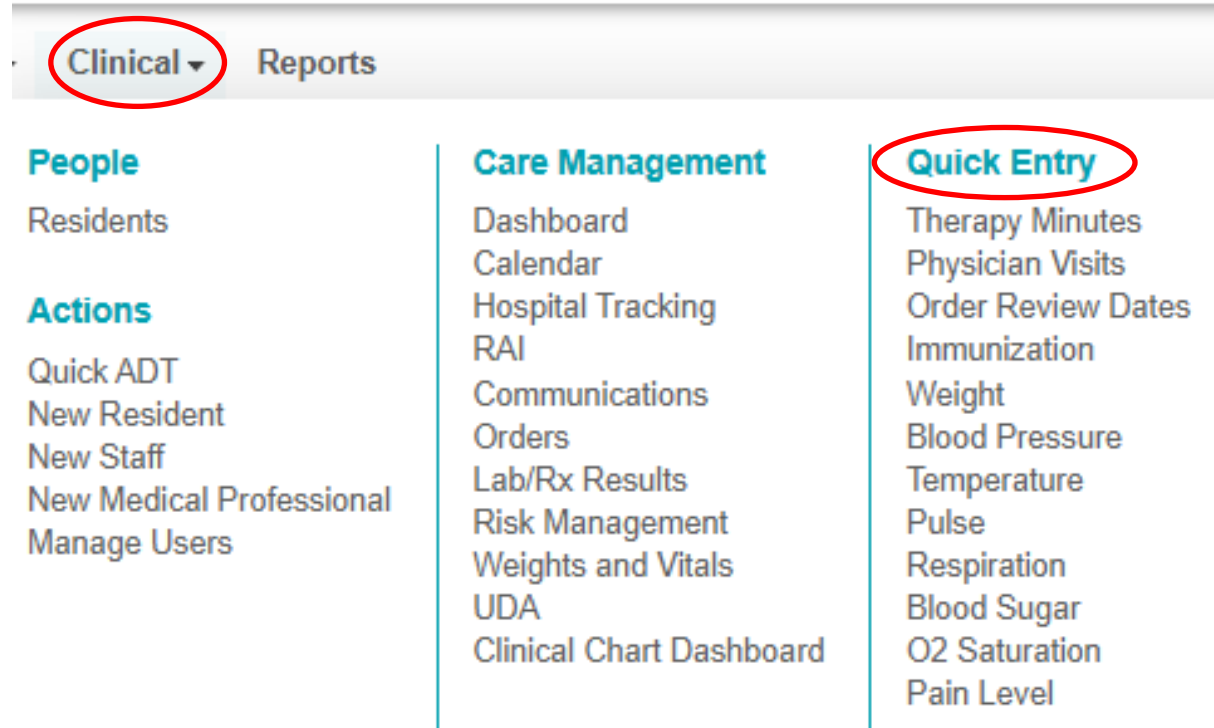 Clinical Reports
People
Residents
Actions
Quick ADT
New Resident
New Staff
New Medical Professional
Manage Users
Care Management
Dashboard
Calendar
Hospital Tracking
RAI
Communications
Orders
Lab/Rx Results
Risk Management
Weights and Vitals
UDA
Clinical Chart Dashboard
Quick Entry
Therapy Minutes
Physician Visits
Order Review Dates
Immunization
Weight
Blood Pressure
Temperature
Pulse
Respiration
Blood Sugar
O2 Saturation
Pain Level